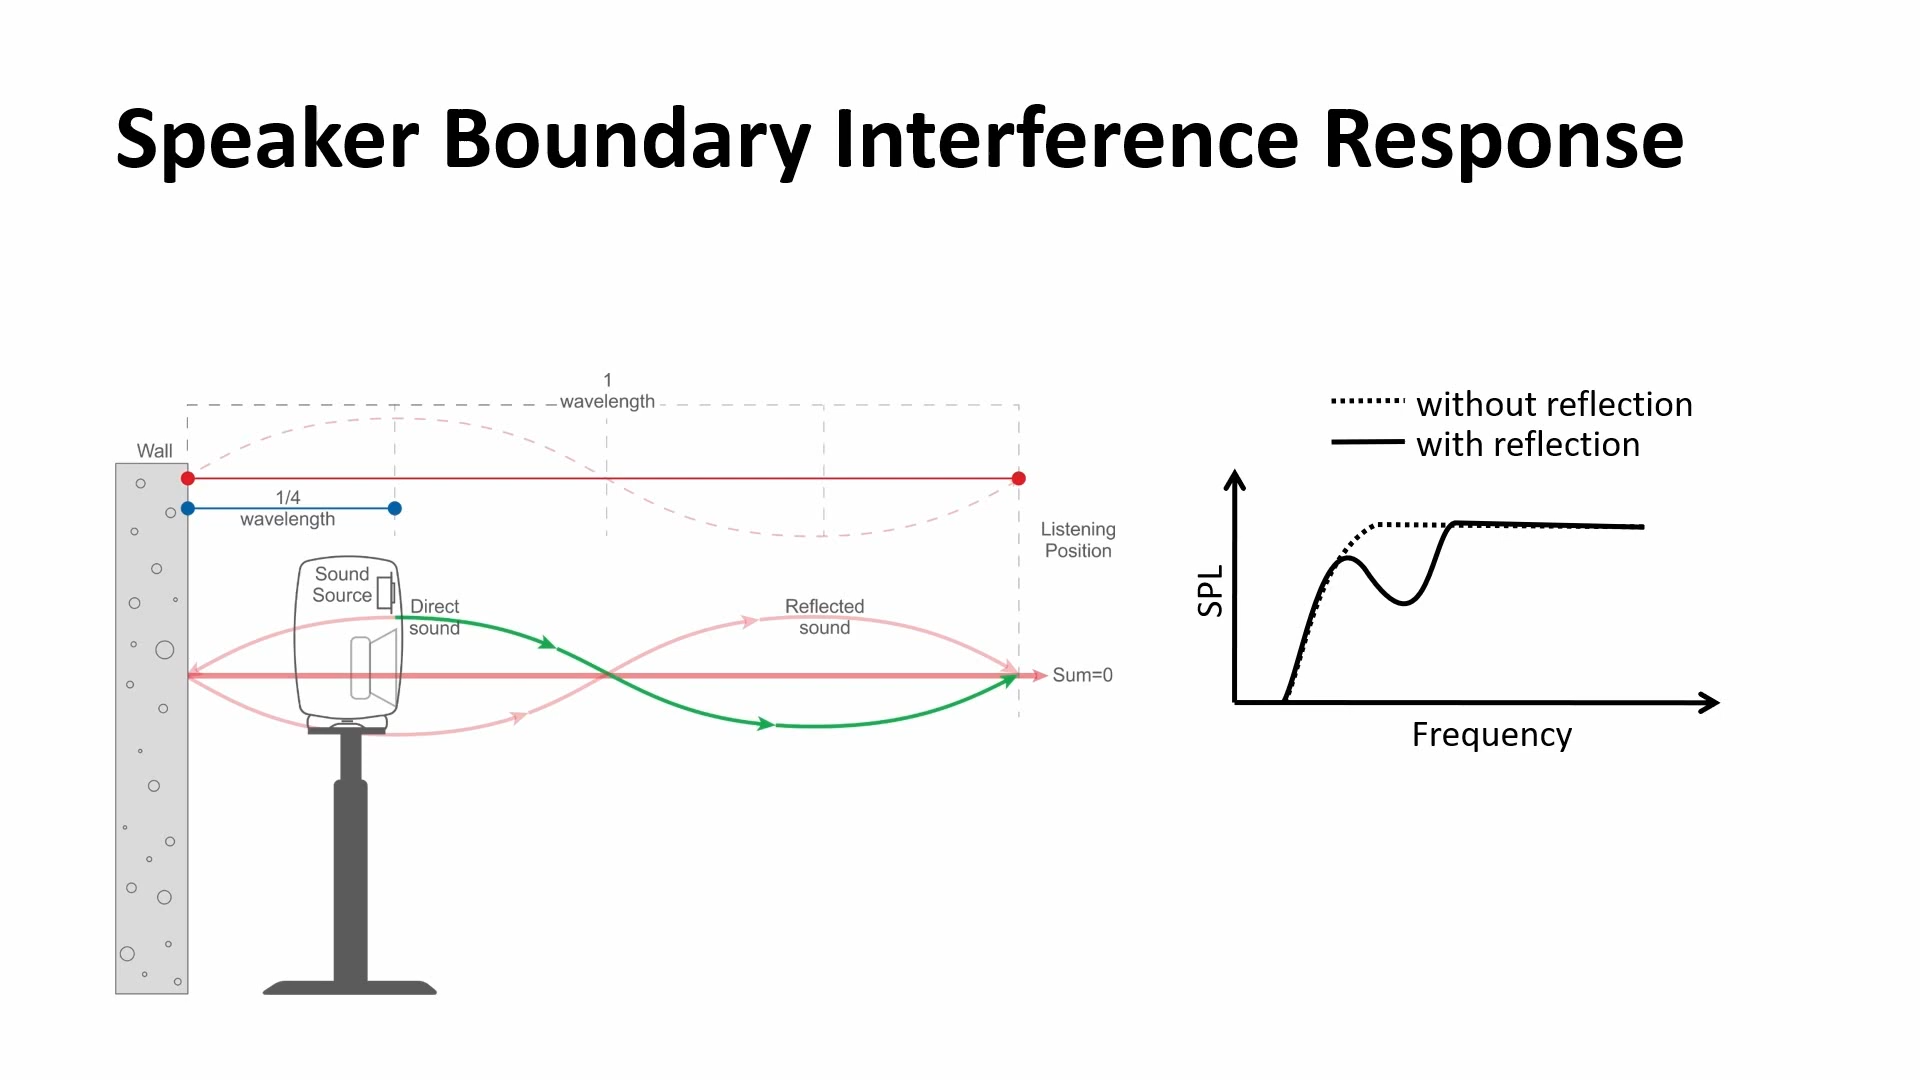 Speaker Boundary Interference Response
1
wavelength
Wall
1/4
wavelength
Listening
Position
Sound
Source
Direct
sound
Reflected
sound
Sum=0
without reflection
with reflection
SPL
Frequency